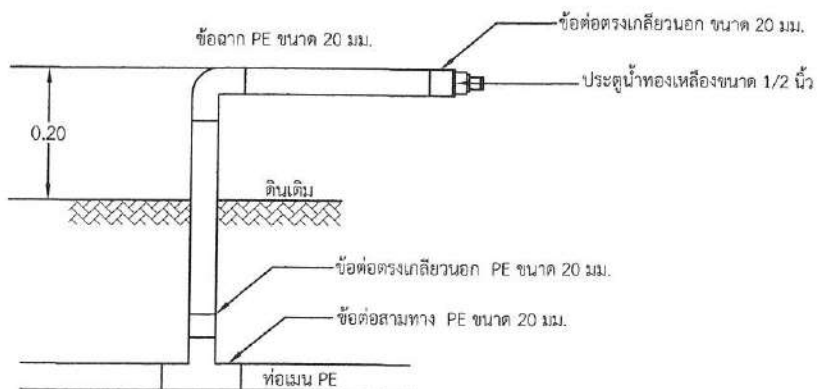 ข้อต่อตรงเกลียวนอก ขนาด 20 มม.
ข้อฉาก PE ขนาด 20 มม.
ประตูน้ำทองเหลืองขนาด 1/2 นิ้ว
0.20
ดินเดิม
ข้อต่อตรงเกลียวนอก PE ขนาด 20 มม.
ข้อต่อสามทาง PE ขนาด 20 มม.
ท่อเมน PE